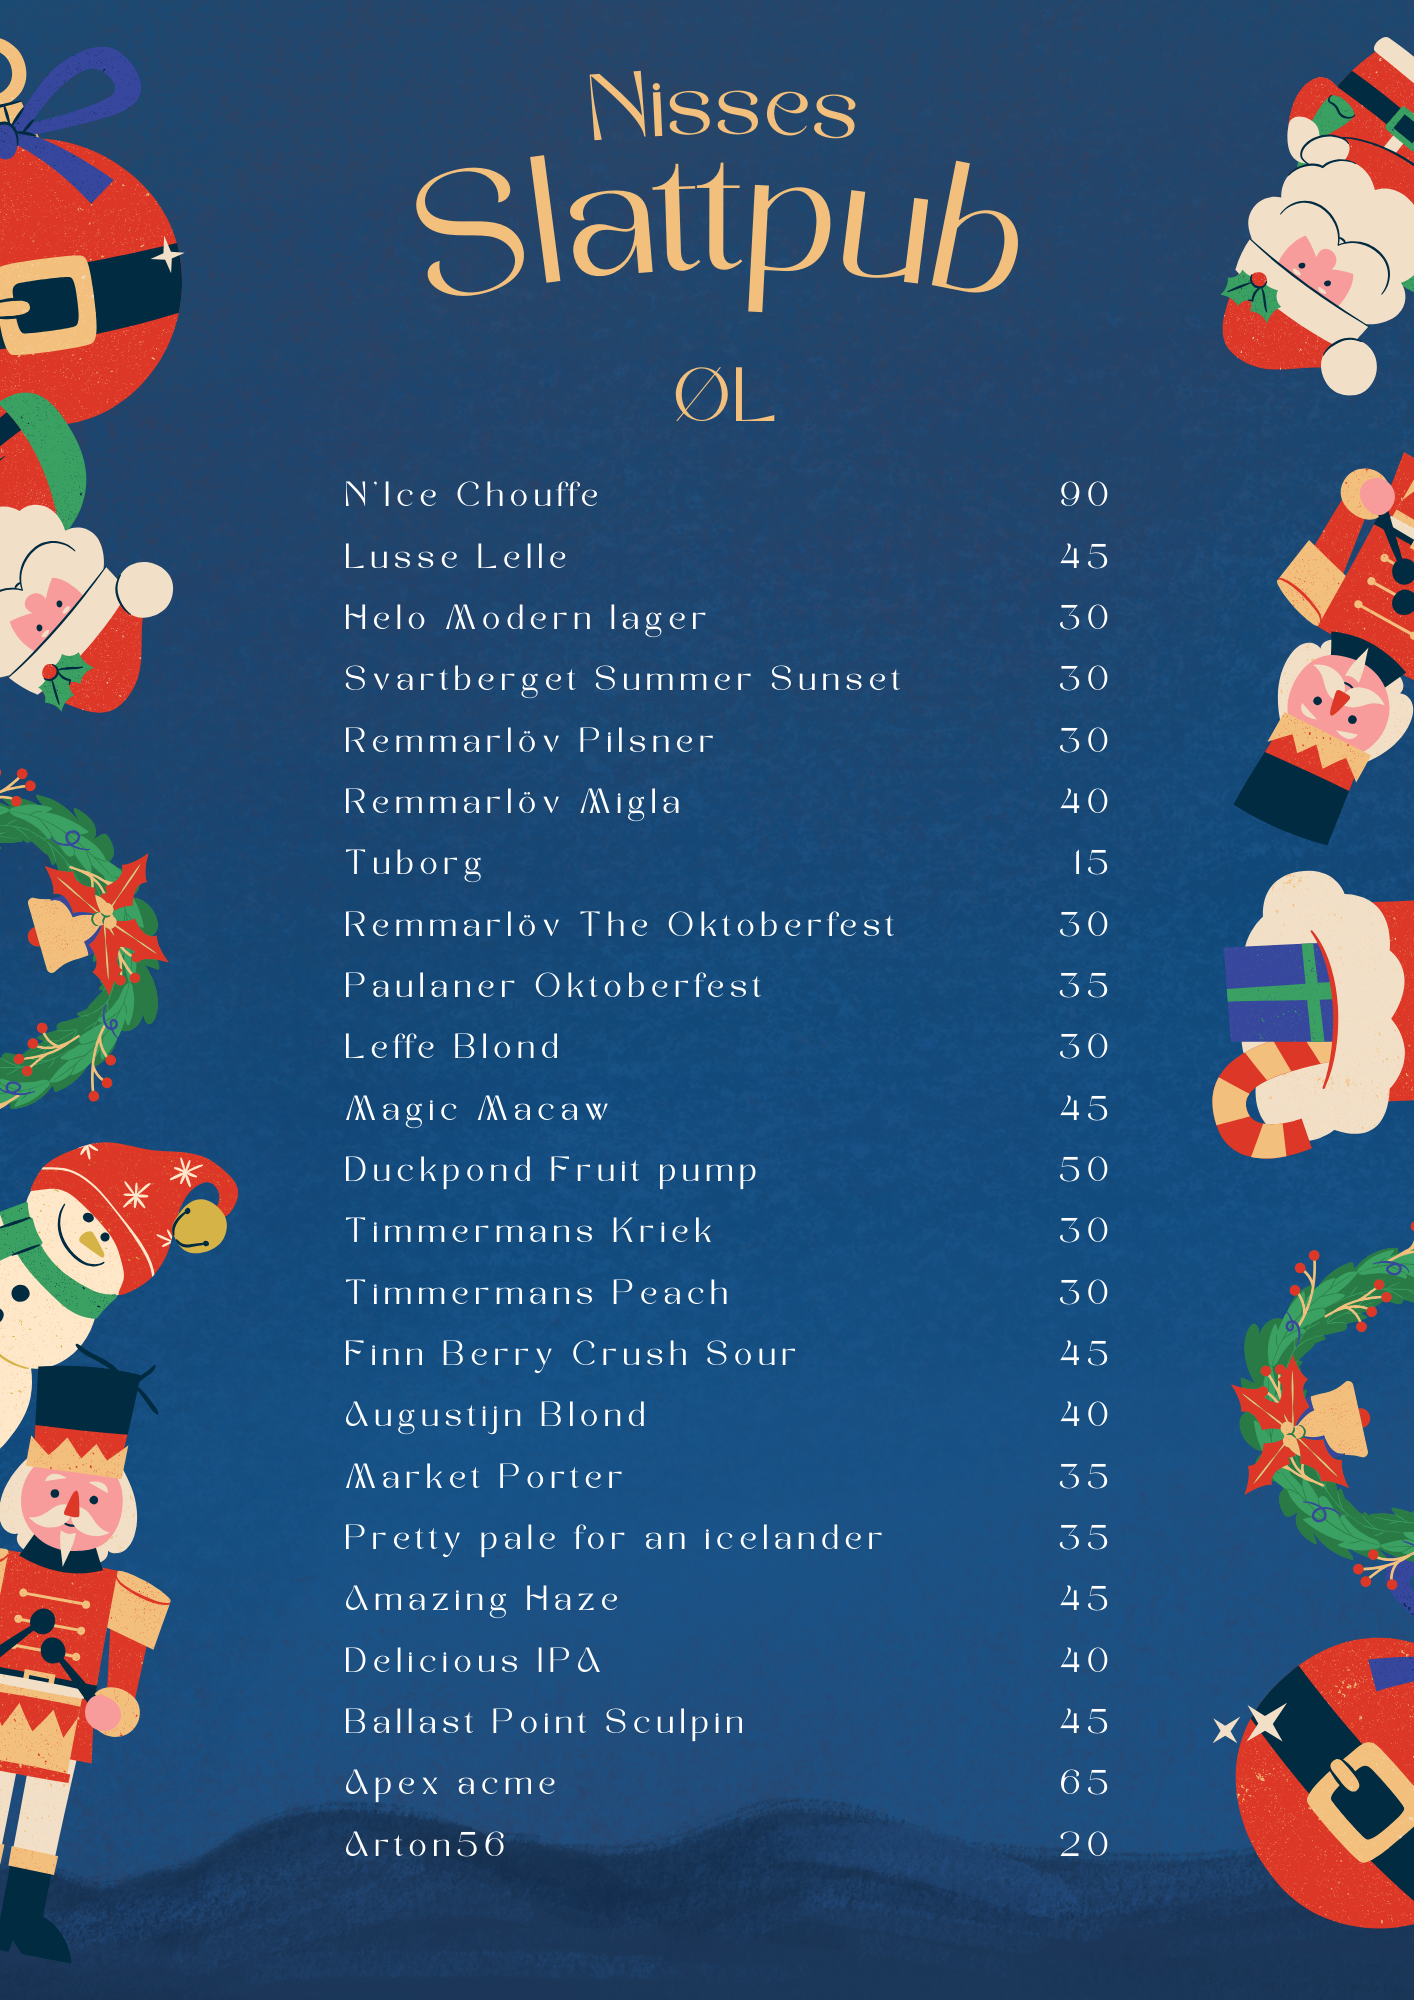 Nisses
Slattpub
ØL
N'Ice Chouffe 90
Lusse Lelle 45
Helo Modern lager 30
Svartberget Summer Sunset 30
Remmarlöv Pilsner 30
Remmarlöv Migla 40
Tuborg 15
Remmarlöv The Oktoberfest 30
Paulaner Oktoberfest 35
Leffe Blond 30
Magic Macaw 45
Duckpond Fruit pump 50
Timmermans Kriek 30
Timmermans Peach 30
Finn Berry Crush Sour 45
Augustijn Blond 40
Market Porter 35
Pretty pale for an icelander 35
Amazing Haze 45
Delicious IPA 40
Ballast Point Sculpin 45
Apex acme 65
Arton56 20